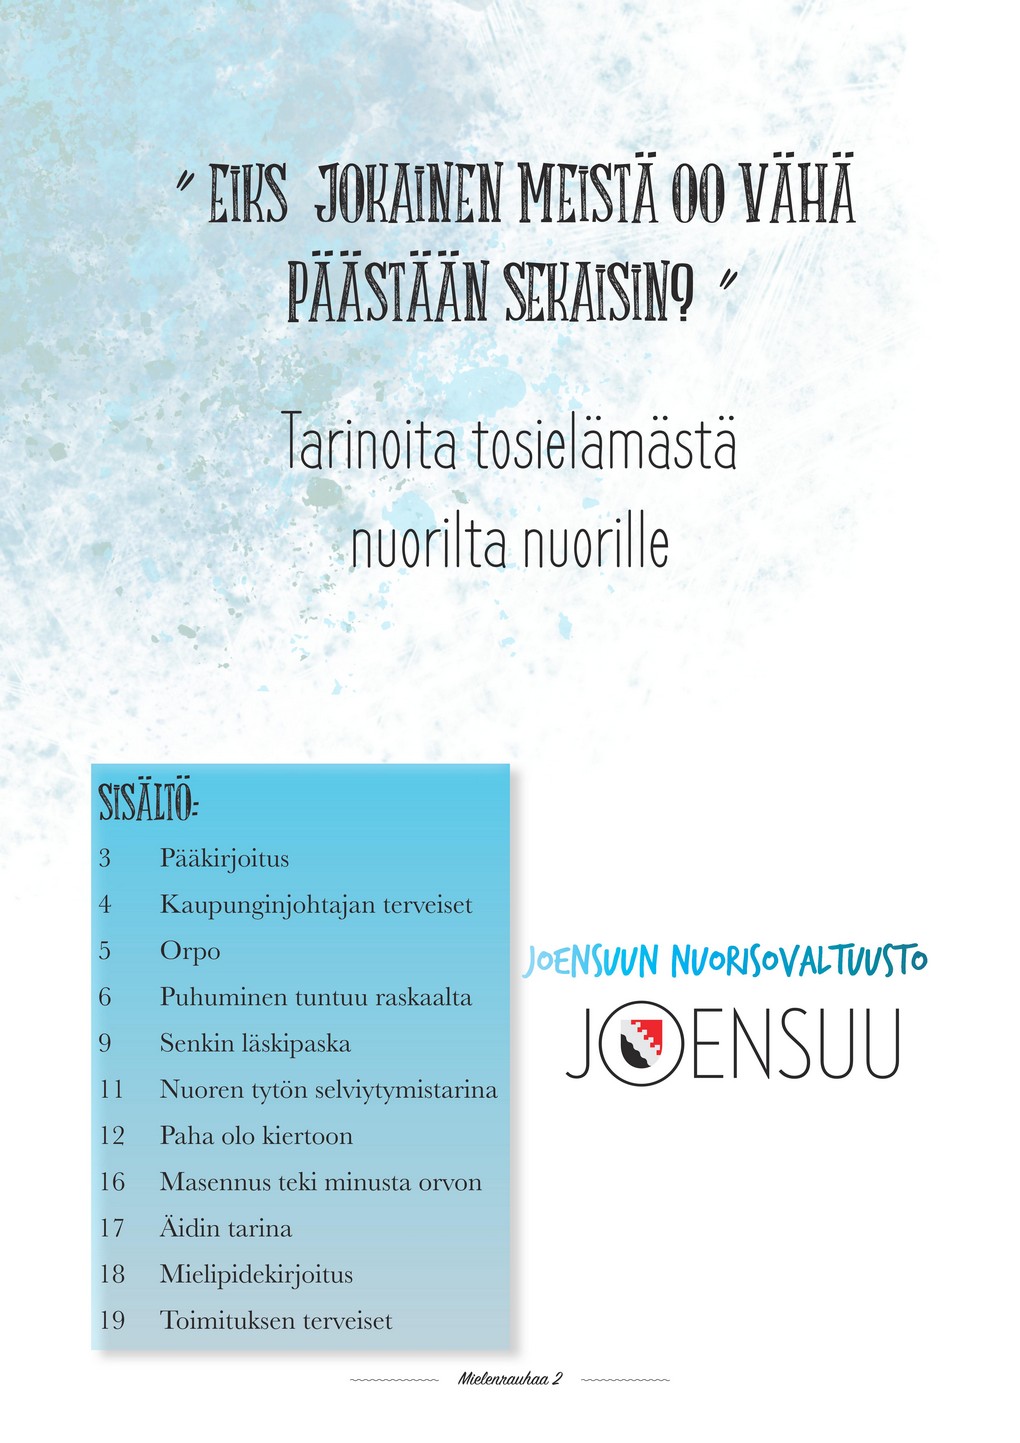 " EIKS JOKAINEN MEISTÄ OO VÄHÄ
PÄÄSTÄÄN SEKAISIN? "
Tarinoita tosielämästä
nuorilta nuorille
SISÄLTÖ:
3 Pääkirjoitus
4 Kaupunginjohtajan terveiset
5 Orpo
6 Puhuminen tuntuu raskaalta
9 Senkin läskipaska
11 Nuoren tytön selviytymistarina
12 Paha olo kiertoon
16 Masennus teki minusta orvon
17 Äidin tarina
18 Mielipidekirjoitus
19 Toimituksen terveiset
JOENSUUN NUORISOVALTUUSTO
JOENSUU
Mielenrauhaa 2